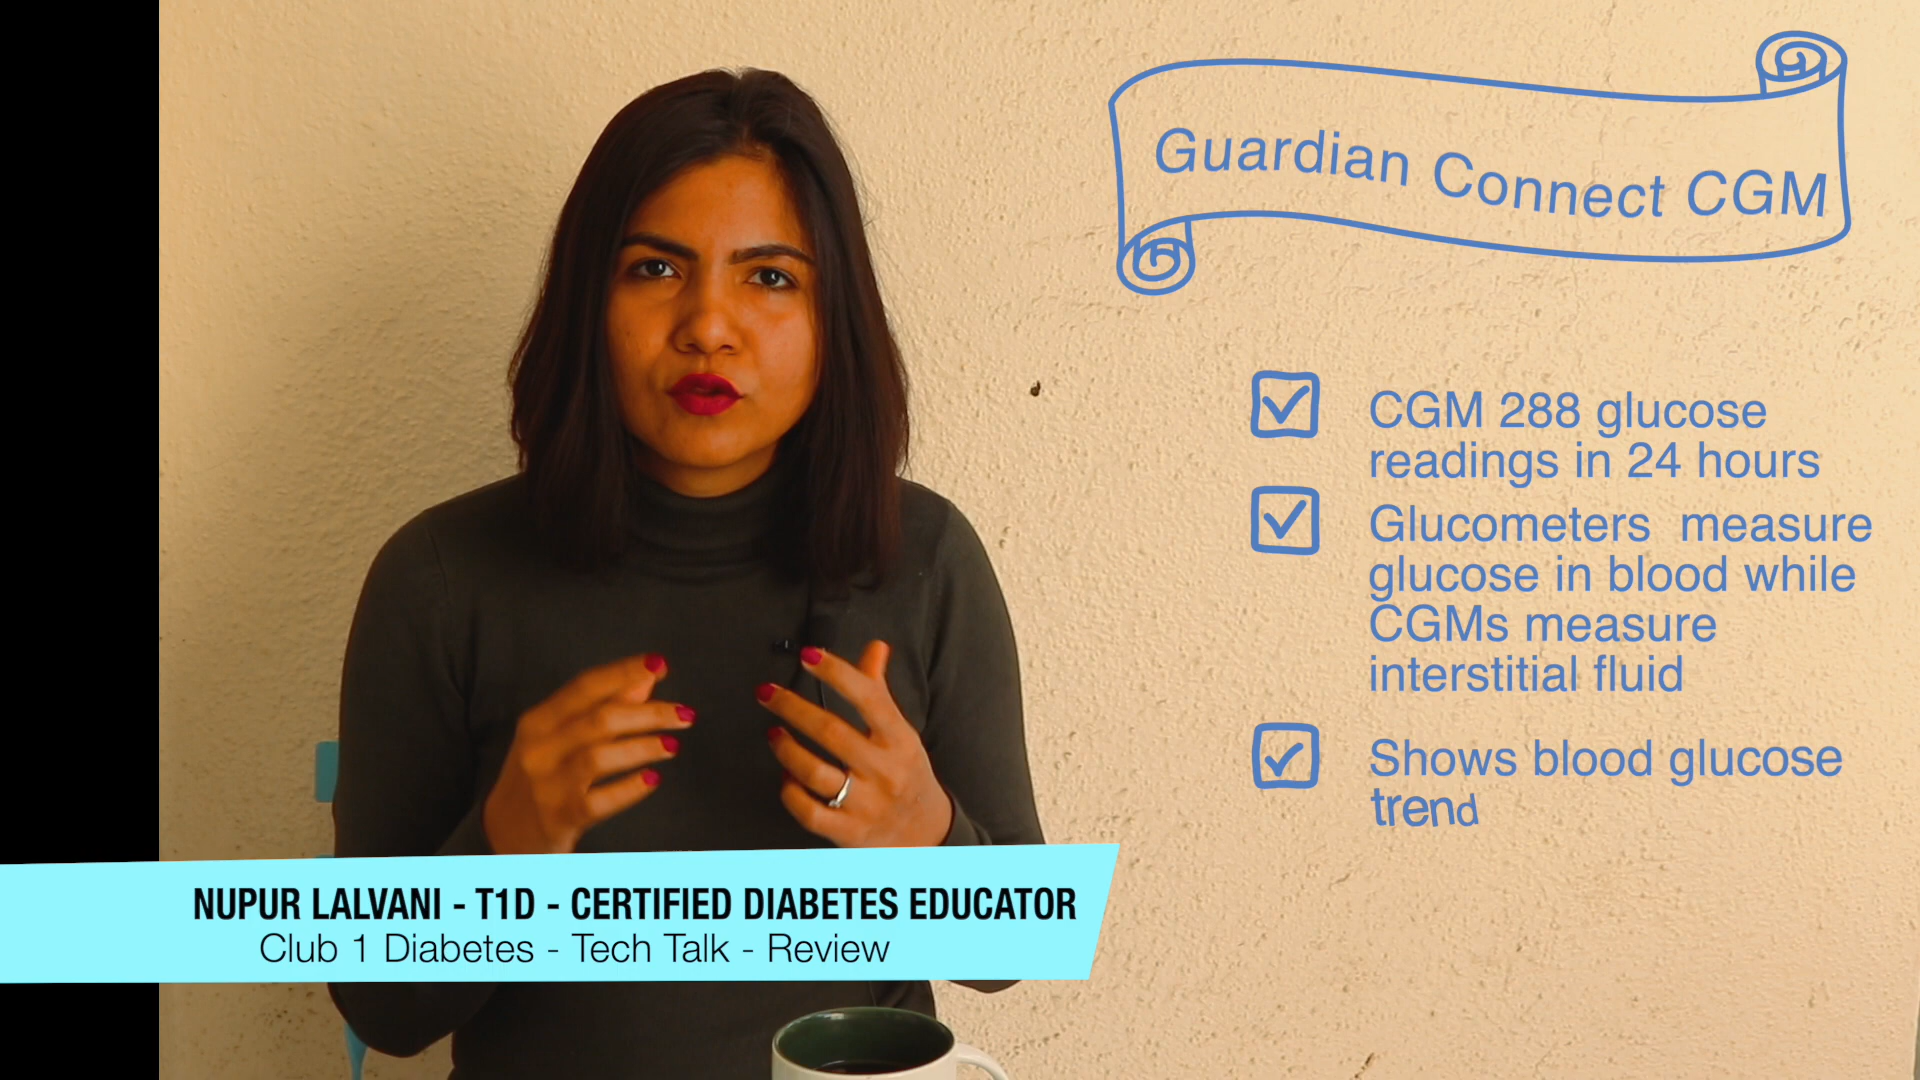 Guardian Connect CGM
CGM 288 glucose
readings in 24 hours
Glucometers measure
glucose in blood while
CGMs measure
interstitial fluid
Shows blood glucose
trend
NUPUR LALVANI - T1D - CERTIFIED DIABETES EDUCATOR
Club 1 Diabetes - Tech Talk - Review